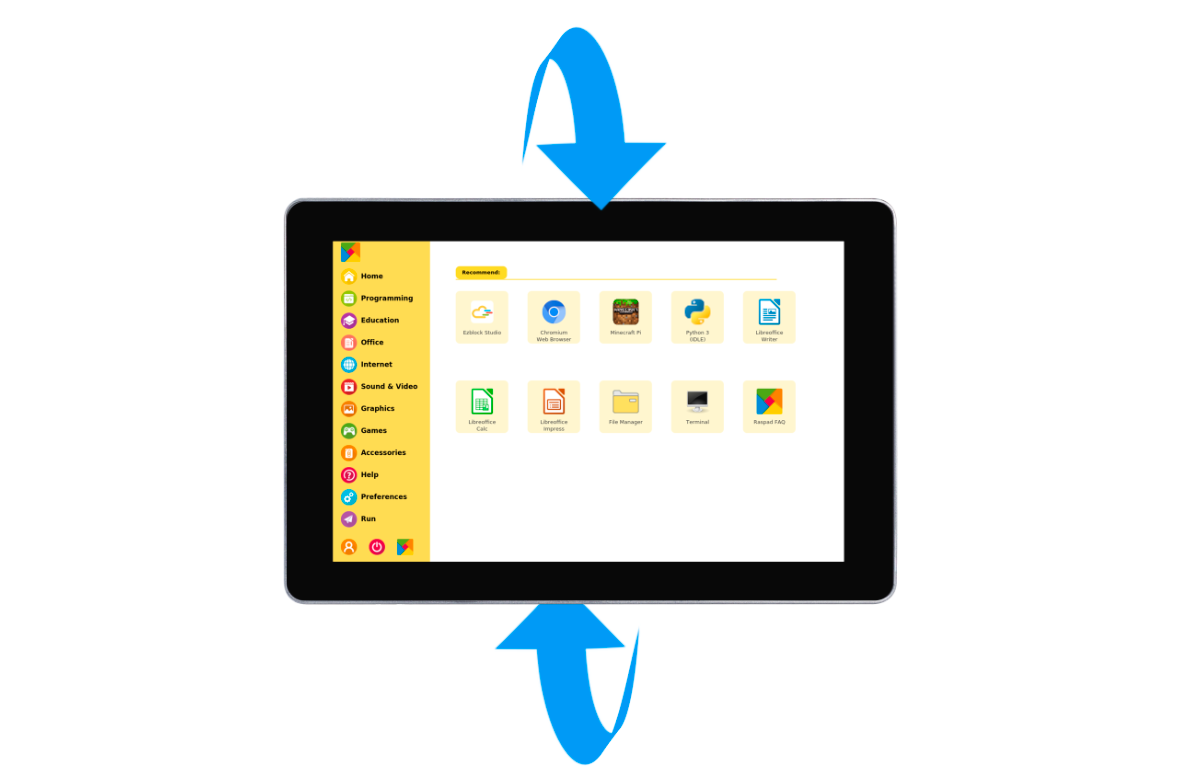 Home
Programming
Education
Office
Internet
Sound & Video
Graphics
Games
Accessories
Help
Preferences
Run
Recommend:
Ezblock Studio
Chromium
Web Browser
Minecraft Pi
Python 3
(IDLE)
Libreoffice
Writer
Libreoffice
Calc
Libreoffice
Impress
File Manager
Terminal
Raspad FAQ